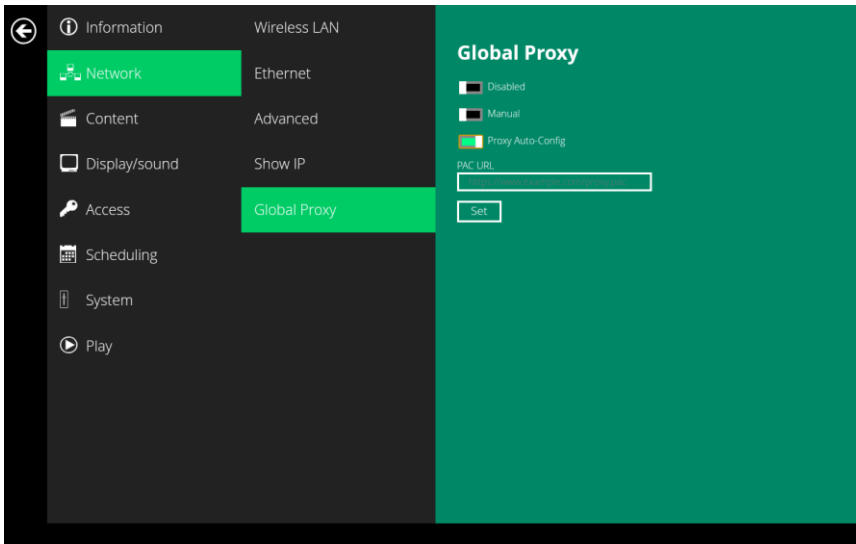 Information
Network
Content
Display/sound
Access
Scheduling
System
Play
Wireless LAN
Ethernet
Advanced
Show IP
Global Proxy
Global Proxy
Disabled
Manual
Proxy Auto-Config
PAC URL
Set